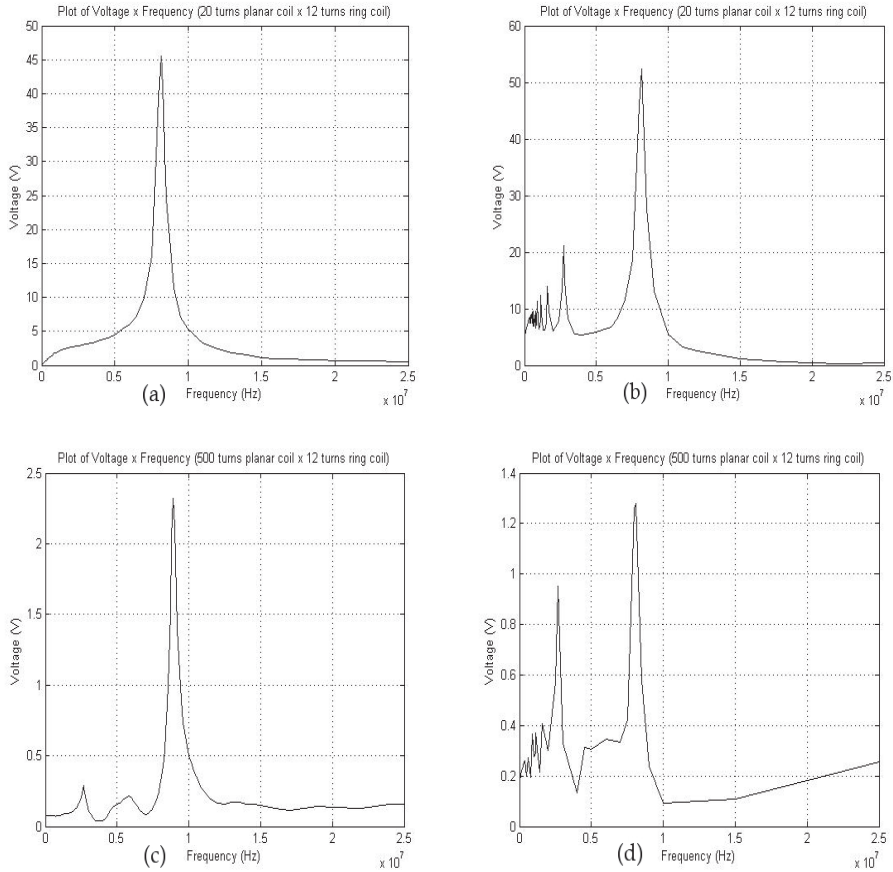 Plot of Voltage x Frequency (20 turns planar coil x 12 turns ring coil)
50
45
40
35
30
25
20
15
10
5
0
Voltage (V)
0 0.5 1 1.5 2 2.5
(a) Frequency (Hz)
x 10^7
Plot of Voltage x Frequency (20 turns planar coil x 12 turns ring coil)
60
50
40
30
20
10
0
Voltage (V)
0 0.5 1 1.5 2 2.5
(b) Frequency (Hz)
x 10^7
Plot of Voltage x Frequency (500 turns planar coil x 12 turns ring coil)
2.5
2
1.5
1
0.5
0
Voltage (V)
0 0.5 1 1.5 2 2.5
(c) Frequency (Hz)
x 10^7
Plot of Voltage x Frequency (500 turns planar coil x 12 turns ring coil)
1.4
1.2
1
0.8
0.6
0.4
0.2
0
Voltage (V)
0 0.5 1 1.5 2 2.5
(d) Frequency (Hz)
x 10^7